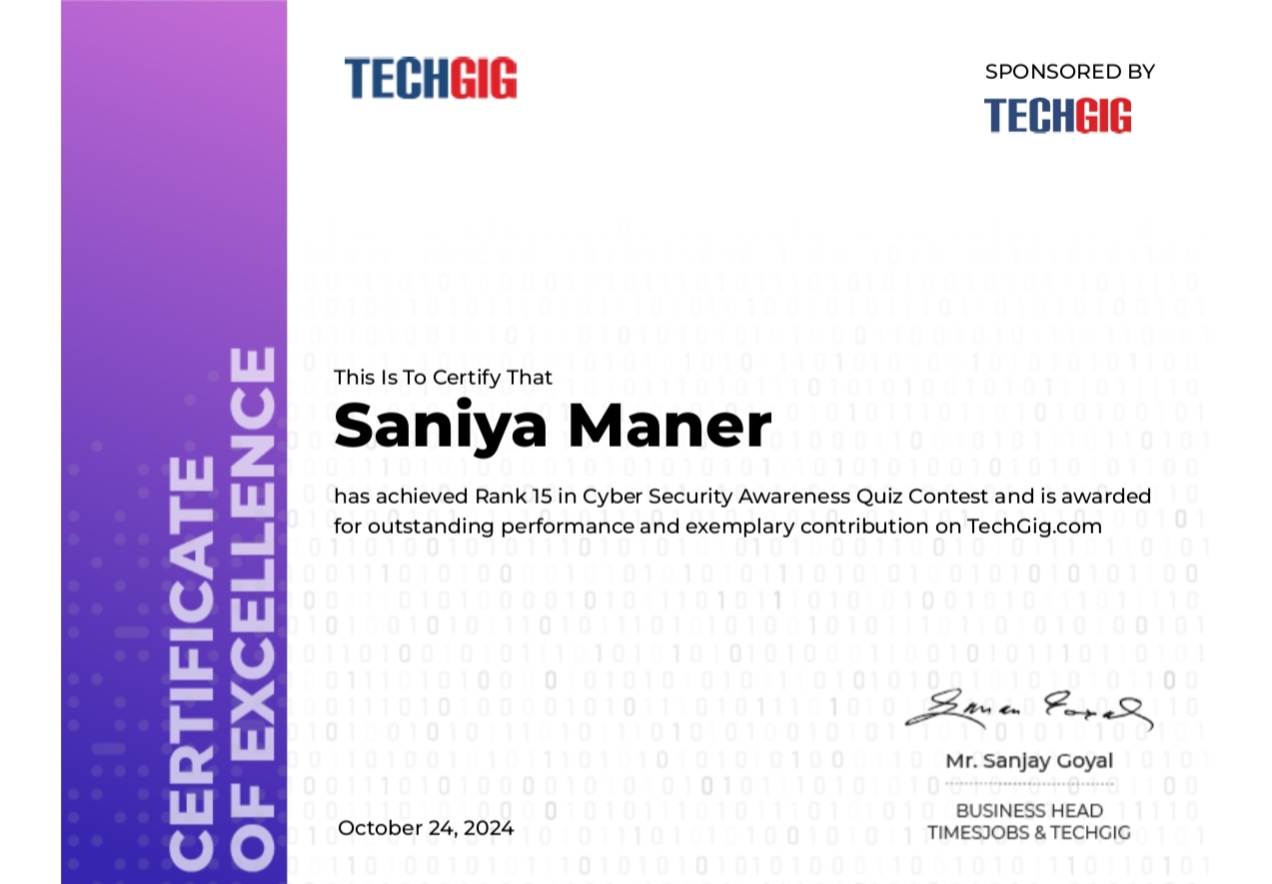 TECHGIG
SPONSORED BY
TECHGIG
CERTIFICATE
OF EXCELLENCE
This Is To Certify That
Saniya Maner
has achieved Rank 15 in Cyber Security Awareness Quiz Contest and is awarded
for outstanding performance and exemplary contribution on TechGig.com
Mr. Sanjay Goyal
BUSINESS HEAD
TIMESJOBS & TECHGIG
October 24, 2024